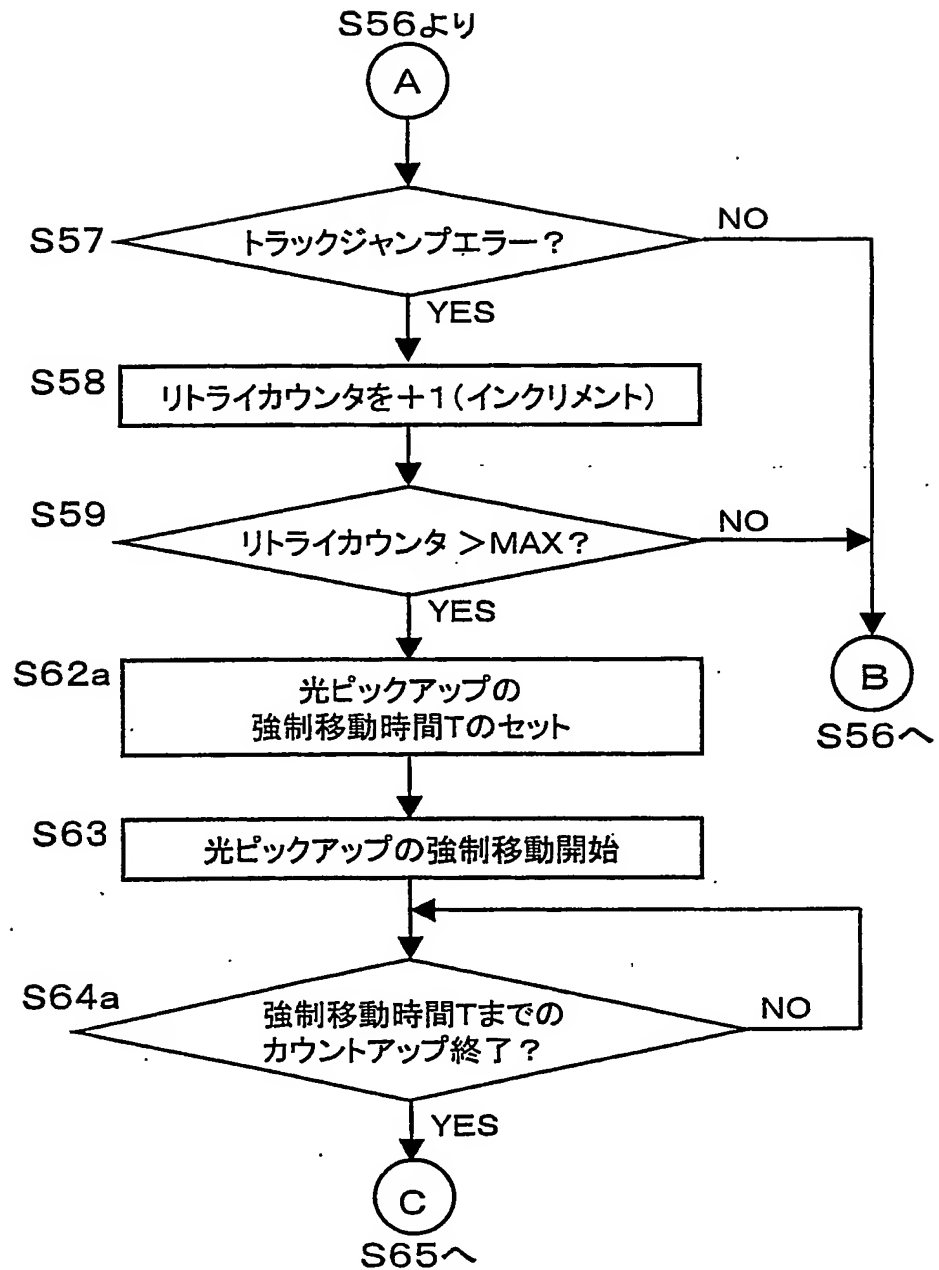 S56より
A
S57
トラックジャンプエラー？
NO
YES
S58
リトライカウンタを＋1（インクリメント）
S59
リトライカウンタ ＞MAX？
NO
YES
B
S56へ
S62a
光ピックアップの
強制移動時間Tのセット
S63
光ピックアップの強制移動開始
S64a
強制移動時間Tまでの
カウントアップ終了？
NO
YES
C
S65へ